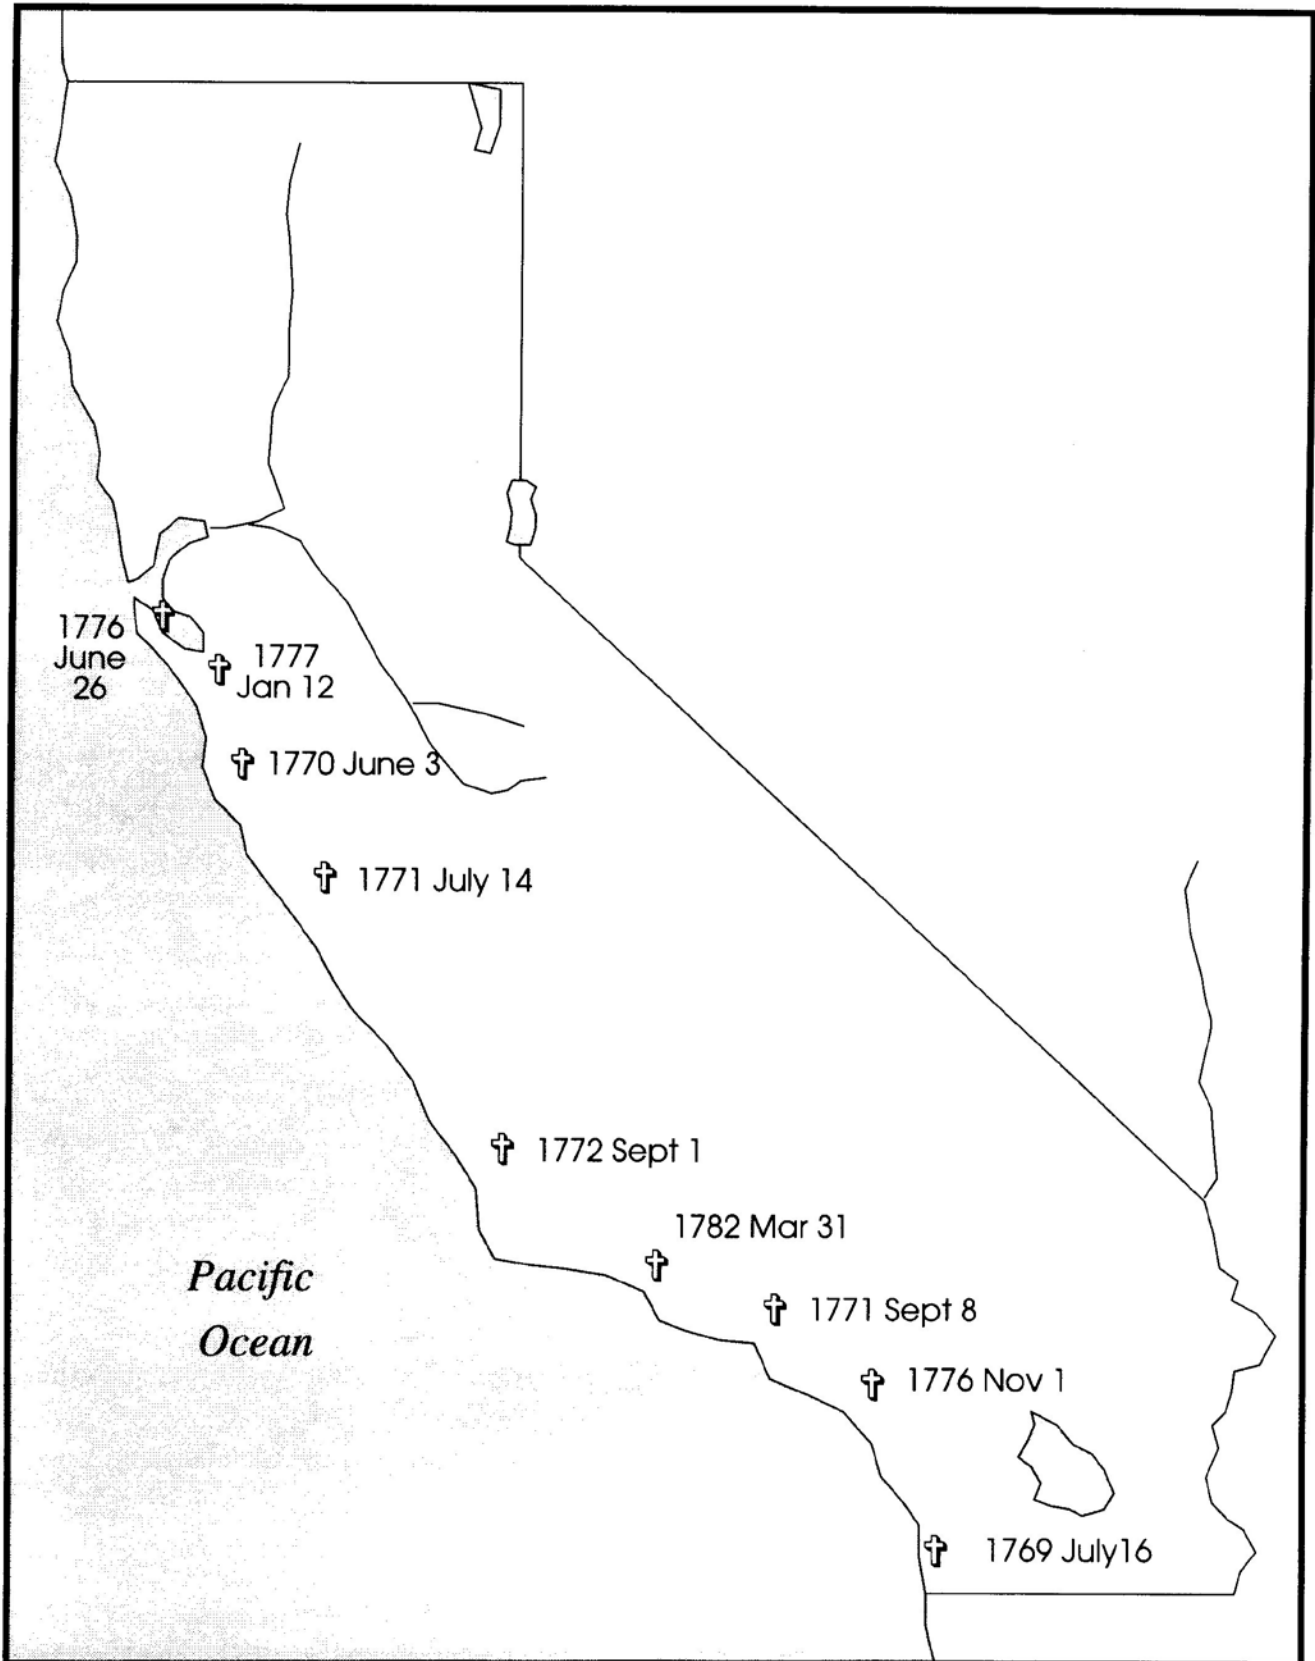 1776
June
26
1777
Jan 12
1770 June 3
1771 July 14
1772 Sept 1
1782 Mar 31
Pacific
Ocean
1771 Sept 8
1776 Nov 1
1769 July16